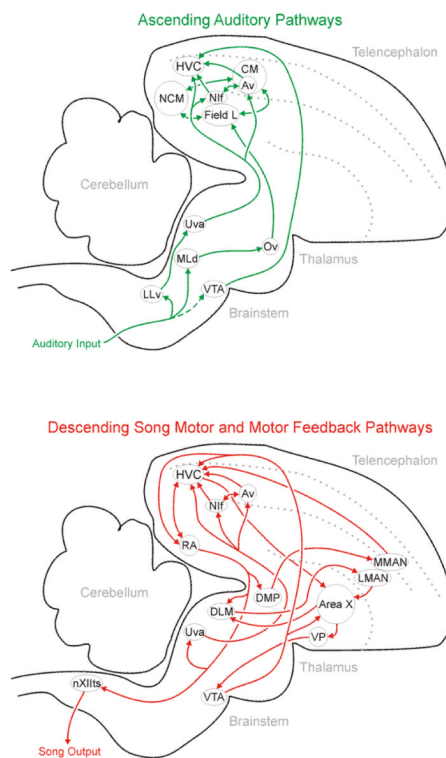 Ascending Auditory Pathways
Telencephalon
HVC
CM
Av
NCM
NIf
Field L
Cerebellum
Uva
MLd
Ov
Thalamus
LLv
VTA
Brainstem
Auditory Input
Descending Song Motor and Motor Feedback Pathways
Telencephalon
HVC
NIf
Av
RA
MMAN
LMAN
Cerebellum
DMP
DLM
Area X
Uva
VP
Thalamus
nXIIts
VTA
Brainstem
Song Output